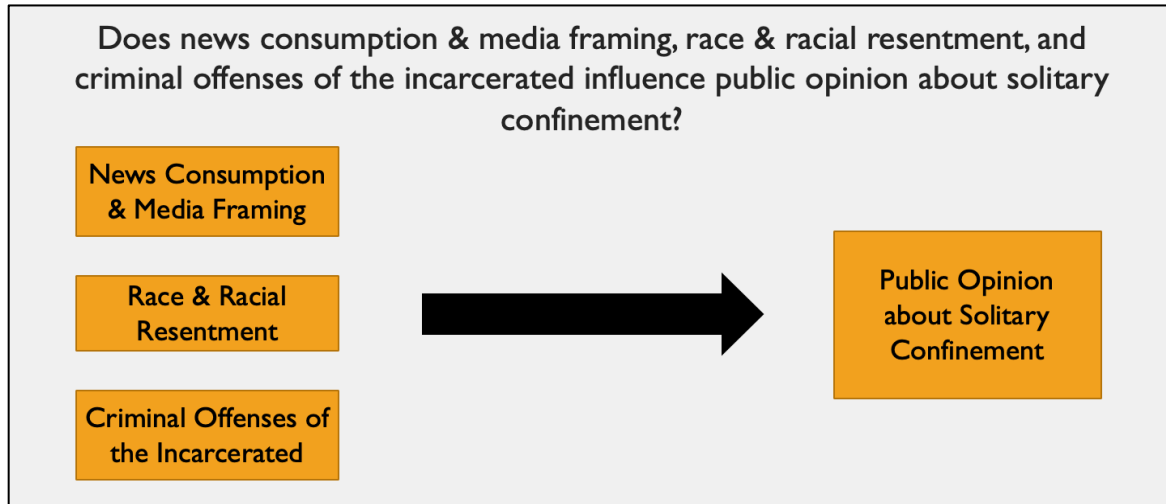 Does news consumption & media framing, race & racial resentment, and
criminal offenses of the incarcerated influence public opinion about solitary
confinement?
News Consumption
& Media Framing
Race & Racial
Resentment
Criminal Offenses of
the Incarcerated
Public Opinion
about Solitary
Confinement